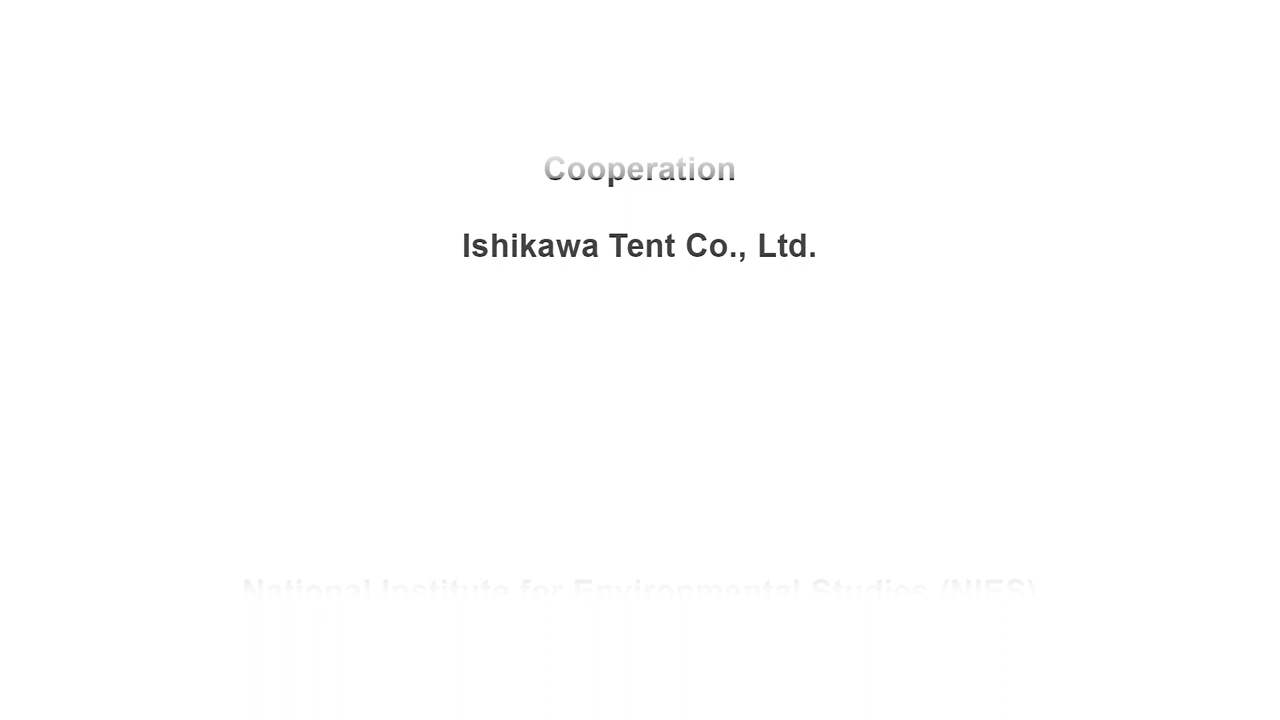 Cooperation
Ishikawa Tent Co., Ltd.
National Institute for Environmental Studies (NIES)